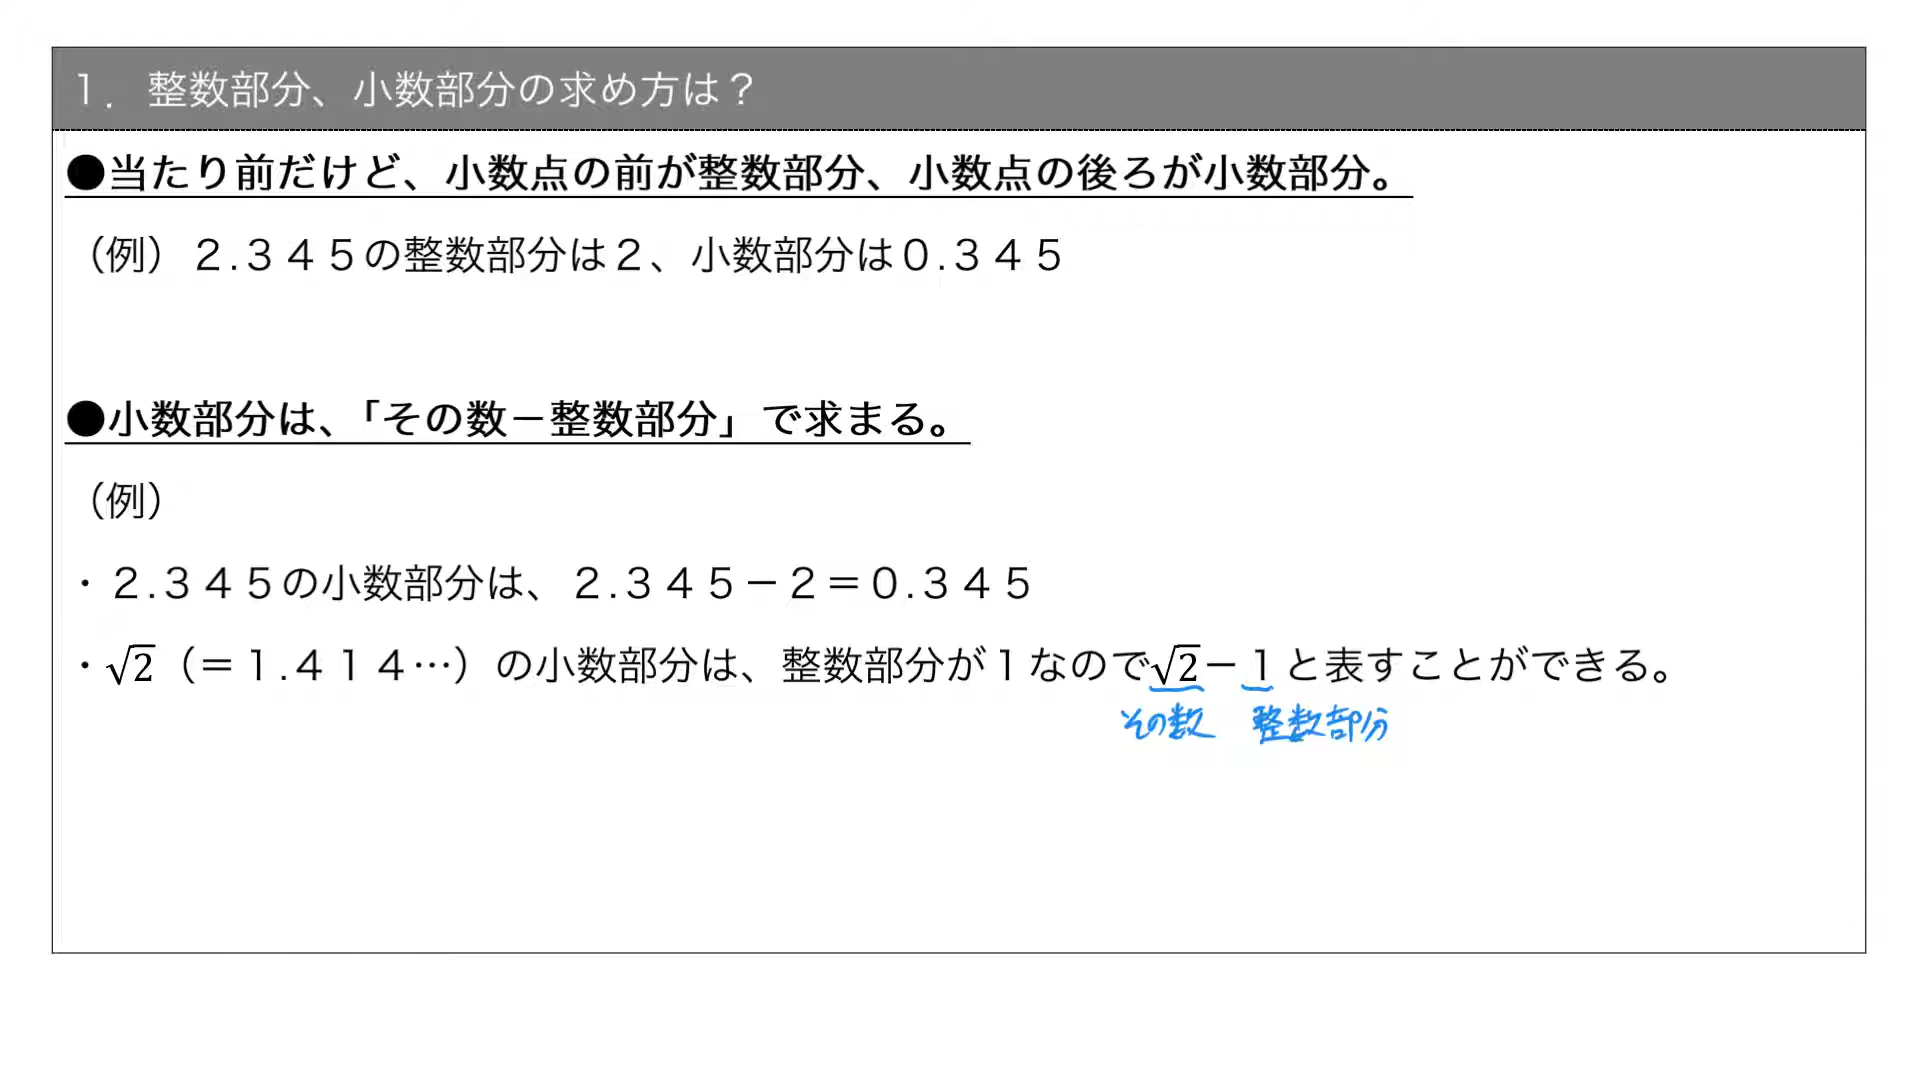 １．整数部分、小数部分の求め方は？
●当たり前だけど、小数点の前が整数部分、小数点の後ろが小数部分。
（例）２.３４５の整数部分は２、小数部分は０.３４５
●小数部分は、「その数－整数部分」で求まる。
（例）
・２.３４５の小数部分は、２.３４５－２＝０.３４５
・√2（＝１.４１４…）の小数部分は、整数部分が１なので√2－１と表すことができる。
その数　整数部分